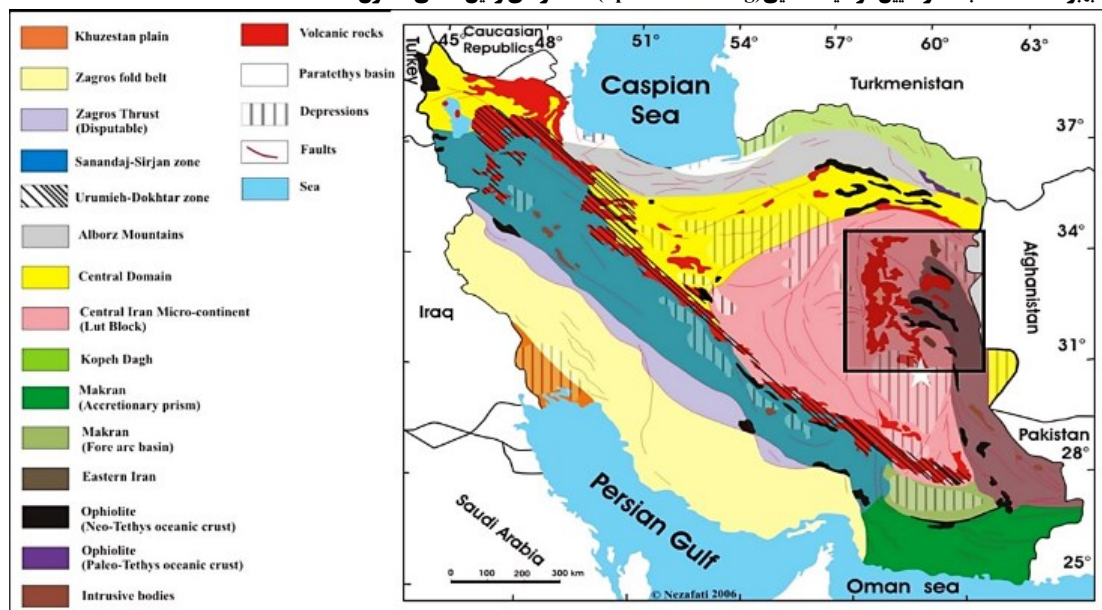 Khuzestan plain
Zagros fold belt
Zagros Thrust
(Disputable)
Sanandaj-Sirjan zone
Urumieh-Dokhtar zone
Alborz Mountains
Central Domain
Central Iran Micro-continent
(Lut Block)
Kopeh Dagh
Makran
(Accretionary prism)
Makran
(Fore arc basin)
Eastern Iran
Ophiolite
(Neo-Tethys oceanic crust)
Ophiolite
(Paleo-Tethys oceanic crust)
Intrusive bodies
Volcanic rocks
Paratethys basin
Depressions
Faults
Sea
45°
48°
51°
54°
57°
60°
63°
Turkey
Caucasian
Republics
Caspian
Sea
Turkmenistan
37°
34°
Afghanistan
Iraq
31°
Pakistan
28°
Persian Gulf
Saudi Arabia
25°
Oman sea
0 100 200 300 km
© Nezafati 2006